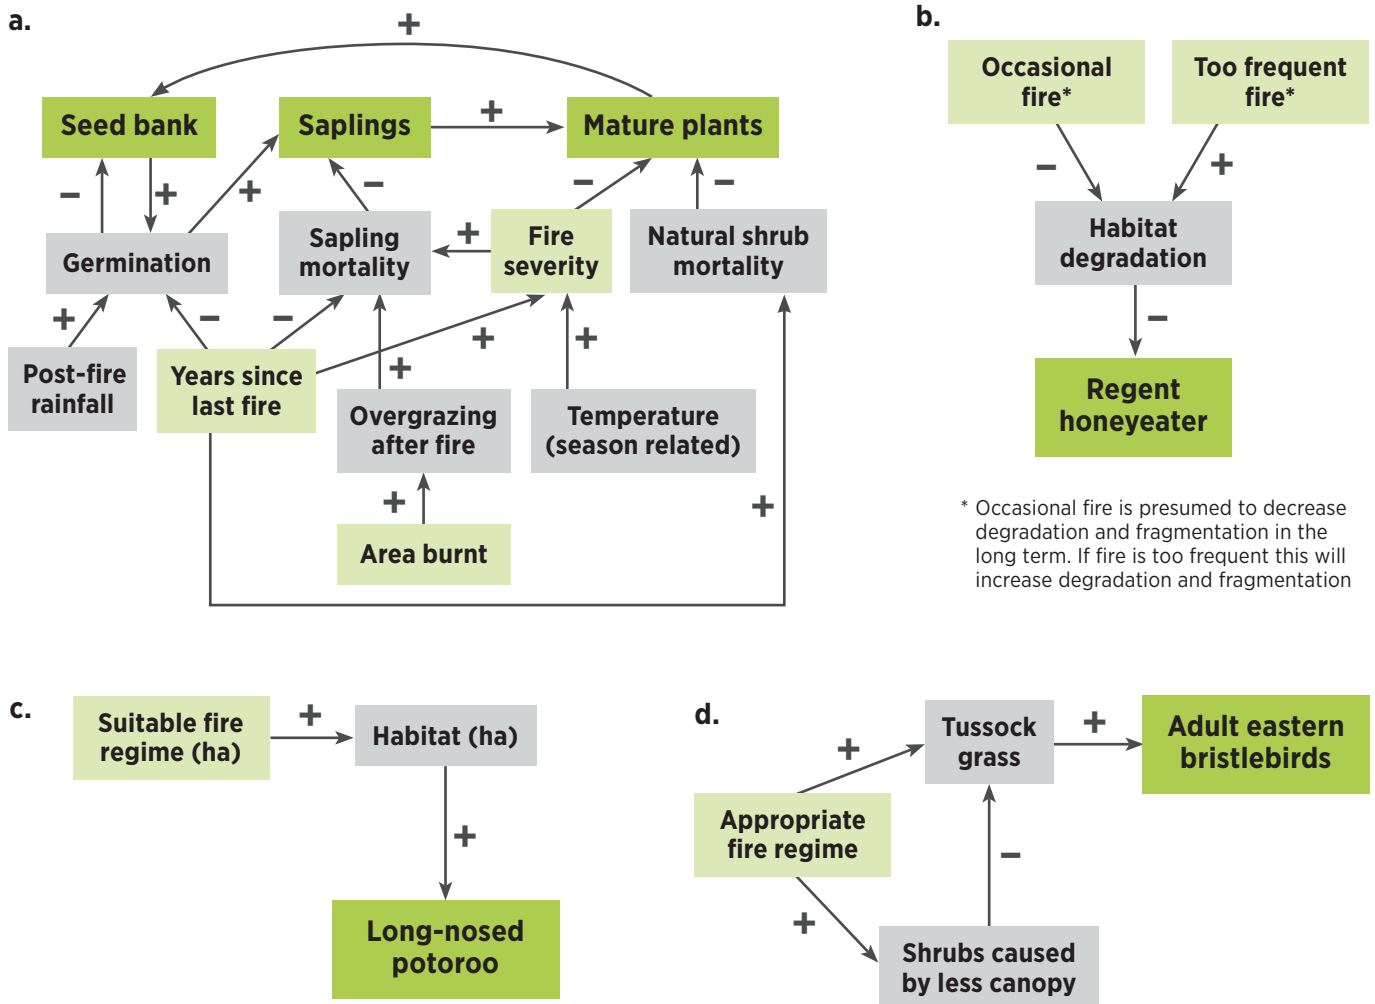 a.
+
Seed bank
+
Saplings
+
Mature plants
−
+
+
−
−
−
Germination
Sapling
mortality
+
Fire
severity
Natural shrub
mortality
+
−
−
+
+
Post-fire
rainfall
Years since
last fire
+
Overgrazing
after fire
Temperature
(season related)
+
+
Area burnt
b.
Occasional
fire*
Too frequent
fire*
−
+
Habitat
degradation
−
Regent
honeyeater
* Occasional fire is presumed to decrease
degradation and fragmentation in the
long term. If fire is too frequent this will
increase degradation and fragmentation
c.
Suitable fire
regime (ha)
+
Habitat (ha)
+
Long-nosed
potoroo
d.
Tussock
grass
+
Adult eastern
bristlebirds
+
Appropriate
fire regime
−
+
Shrubs caused
by less canopy